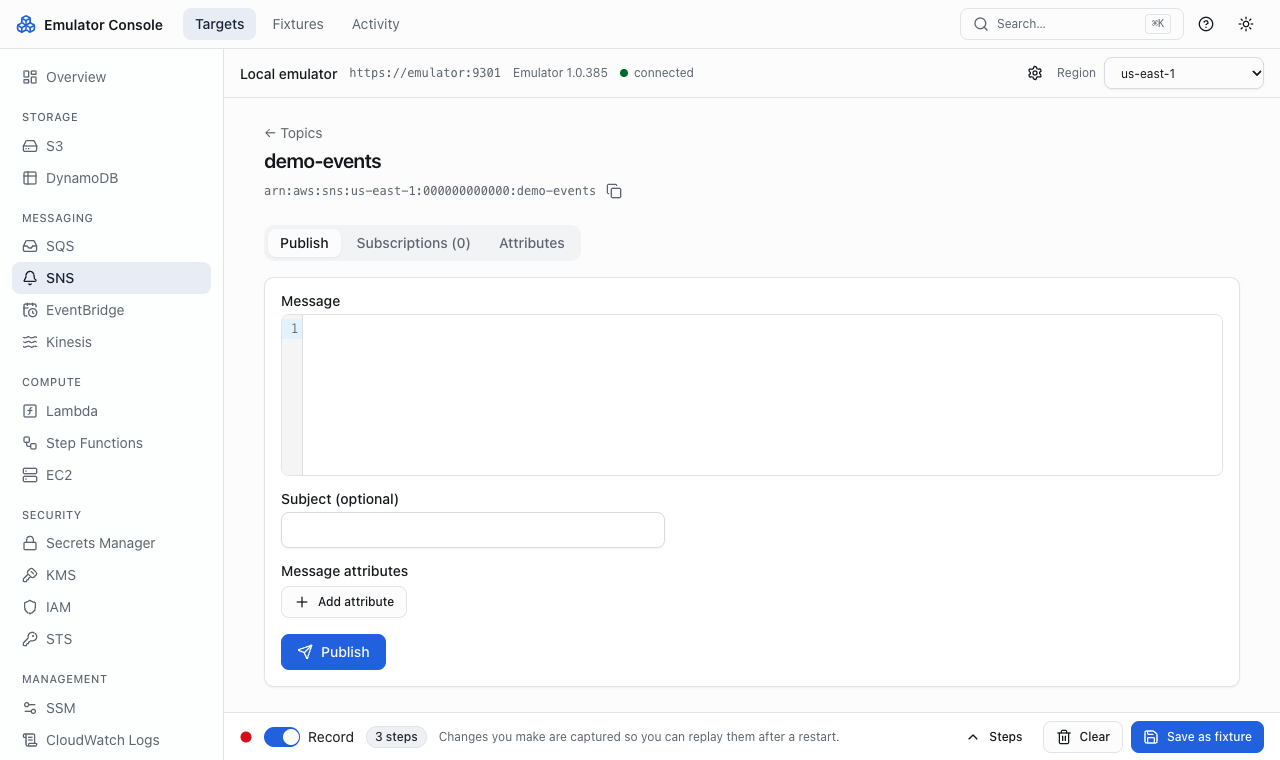 Emulator Console
Targets
Fixtures
Activity
Search...
⌘K
Overview
STORAGE
S3
DynamoDB
MESSAGING
SQS
SNS
EventBridge
Kinesis
COMPUTE
Lambda
Step Functions
EC2
SECURITY
Secrets Manager
KMS
IAM
STS
MANAGEMENT
SSM
CloudWatch Logs
Local emulator
https://emulator:9301
Emulator 1.0.385
connected
Region
us-east-1
← Topics
demo-events
arn:aws:sns:us-east-1:000000000000:demo-events
Publish
Subscriptions (0)
Attributes
Message
1
Subject (optional)
Message attributes
Add attribute
Publish
Record
3 steps
Changes you make are captured so you can replay them after a restart.
Steps
Clear
Save as fixture